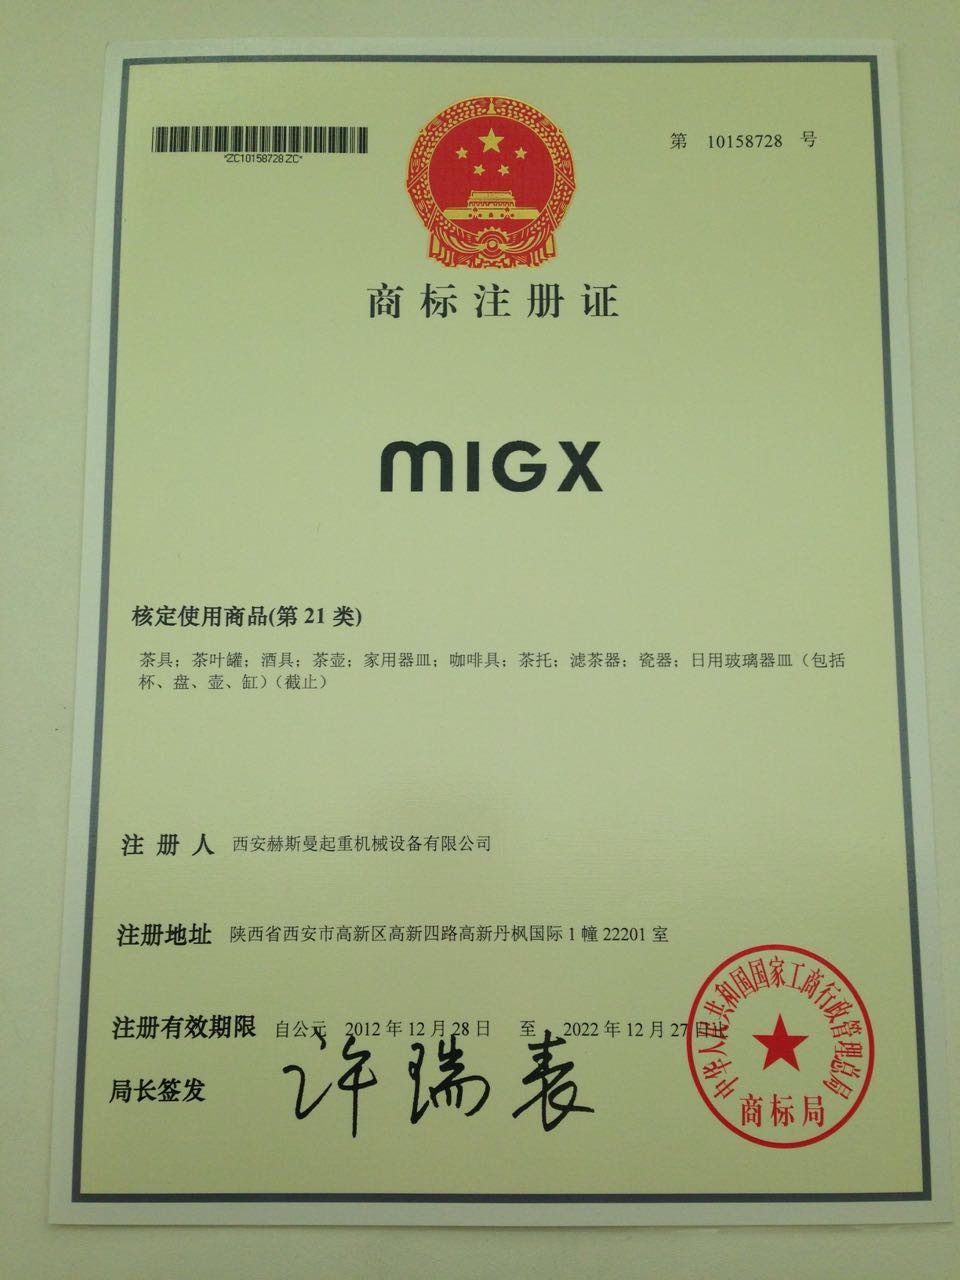 *ZC10158728ZC*
第 10158728 号
商标注册证
MIGX
核定使用商品(第 21 类)
茶具；茶叶罐；酒具；茶壶；家用器皿；咖啡具；茶托；滤茶器；瓷器；日用玻璃器皿（包括
杯、盘、壶、缸）（截止）
注 册 人 西安赫斯曼起重机械设备有限公司
注册地址 陕西省西安市高新区高新四路高新丹枫国际 1 幢 22201 室
注册有效期限 自公元 2012 年 12 月 28 日 至 2022 年 12 月 27 日止
局长签发 许瑞表
中华人民共和国国家工商行政管理总局
商标局